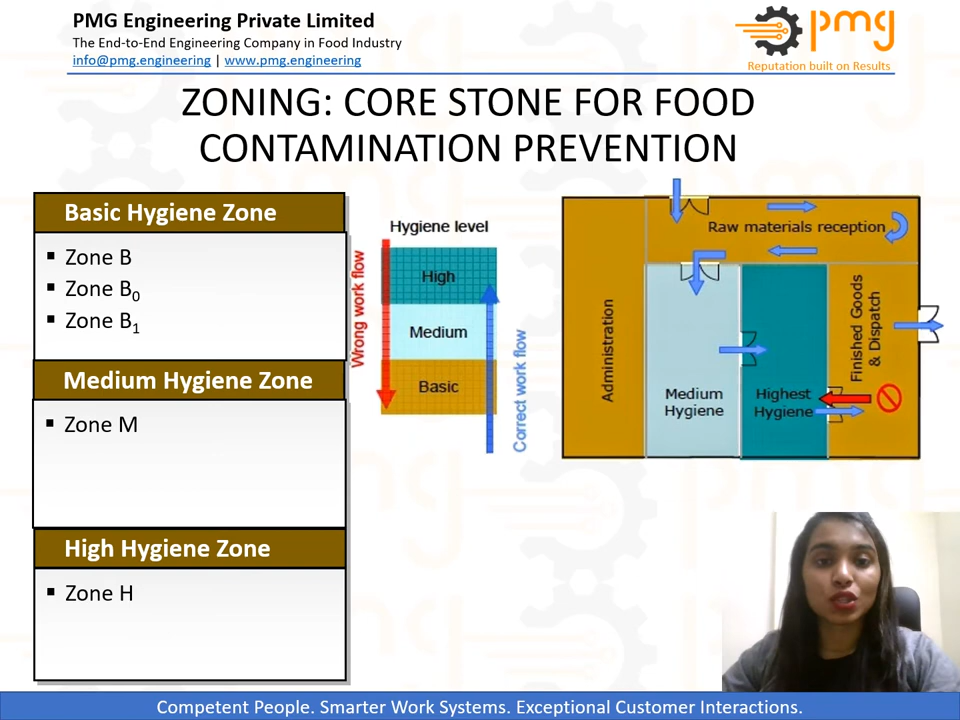 PMG Engineering Private Limited
The End-to-End Engineering Company in Food Industry
info@pmg.engineering | www.pmg.engineering
pmg
Reputation built on Results
ZONING: CORE STONE FOR FOOD
CONTAMINATION PREVENTION
Basic Hygiene Zone
▪ Zone B
▪ Zone B₀
▪ Zone B₁
Medium Hygiene Zone
▪ Zone M
High Hygiene Zone
▪ Zone H
Hygiene level
High
Medium
Basic
Wrong work flow
Correct work flow
Raw materials reception
Administration
Medium
Hygiene
Highest
Hygiene
Finished Goods
& Dispatch
Competent People. Smarter Work Systems. Exceptional Customer Interactions.